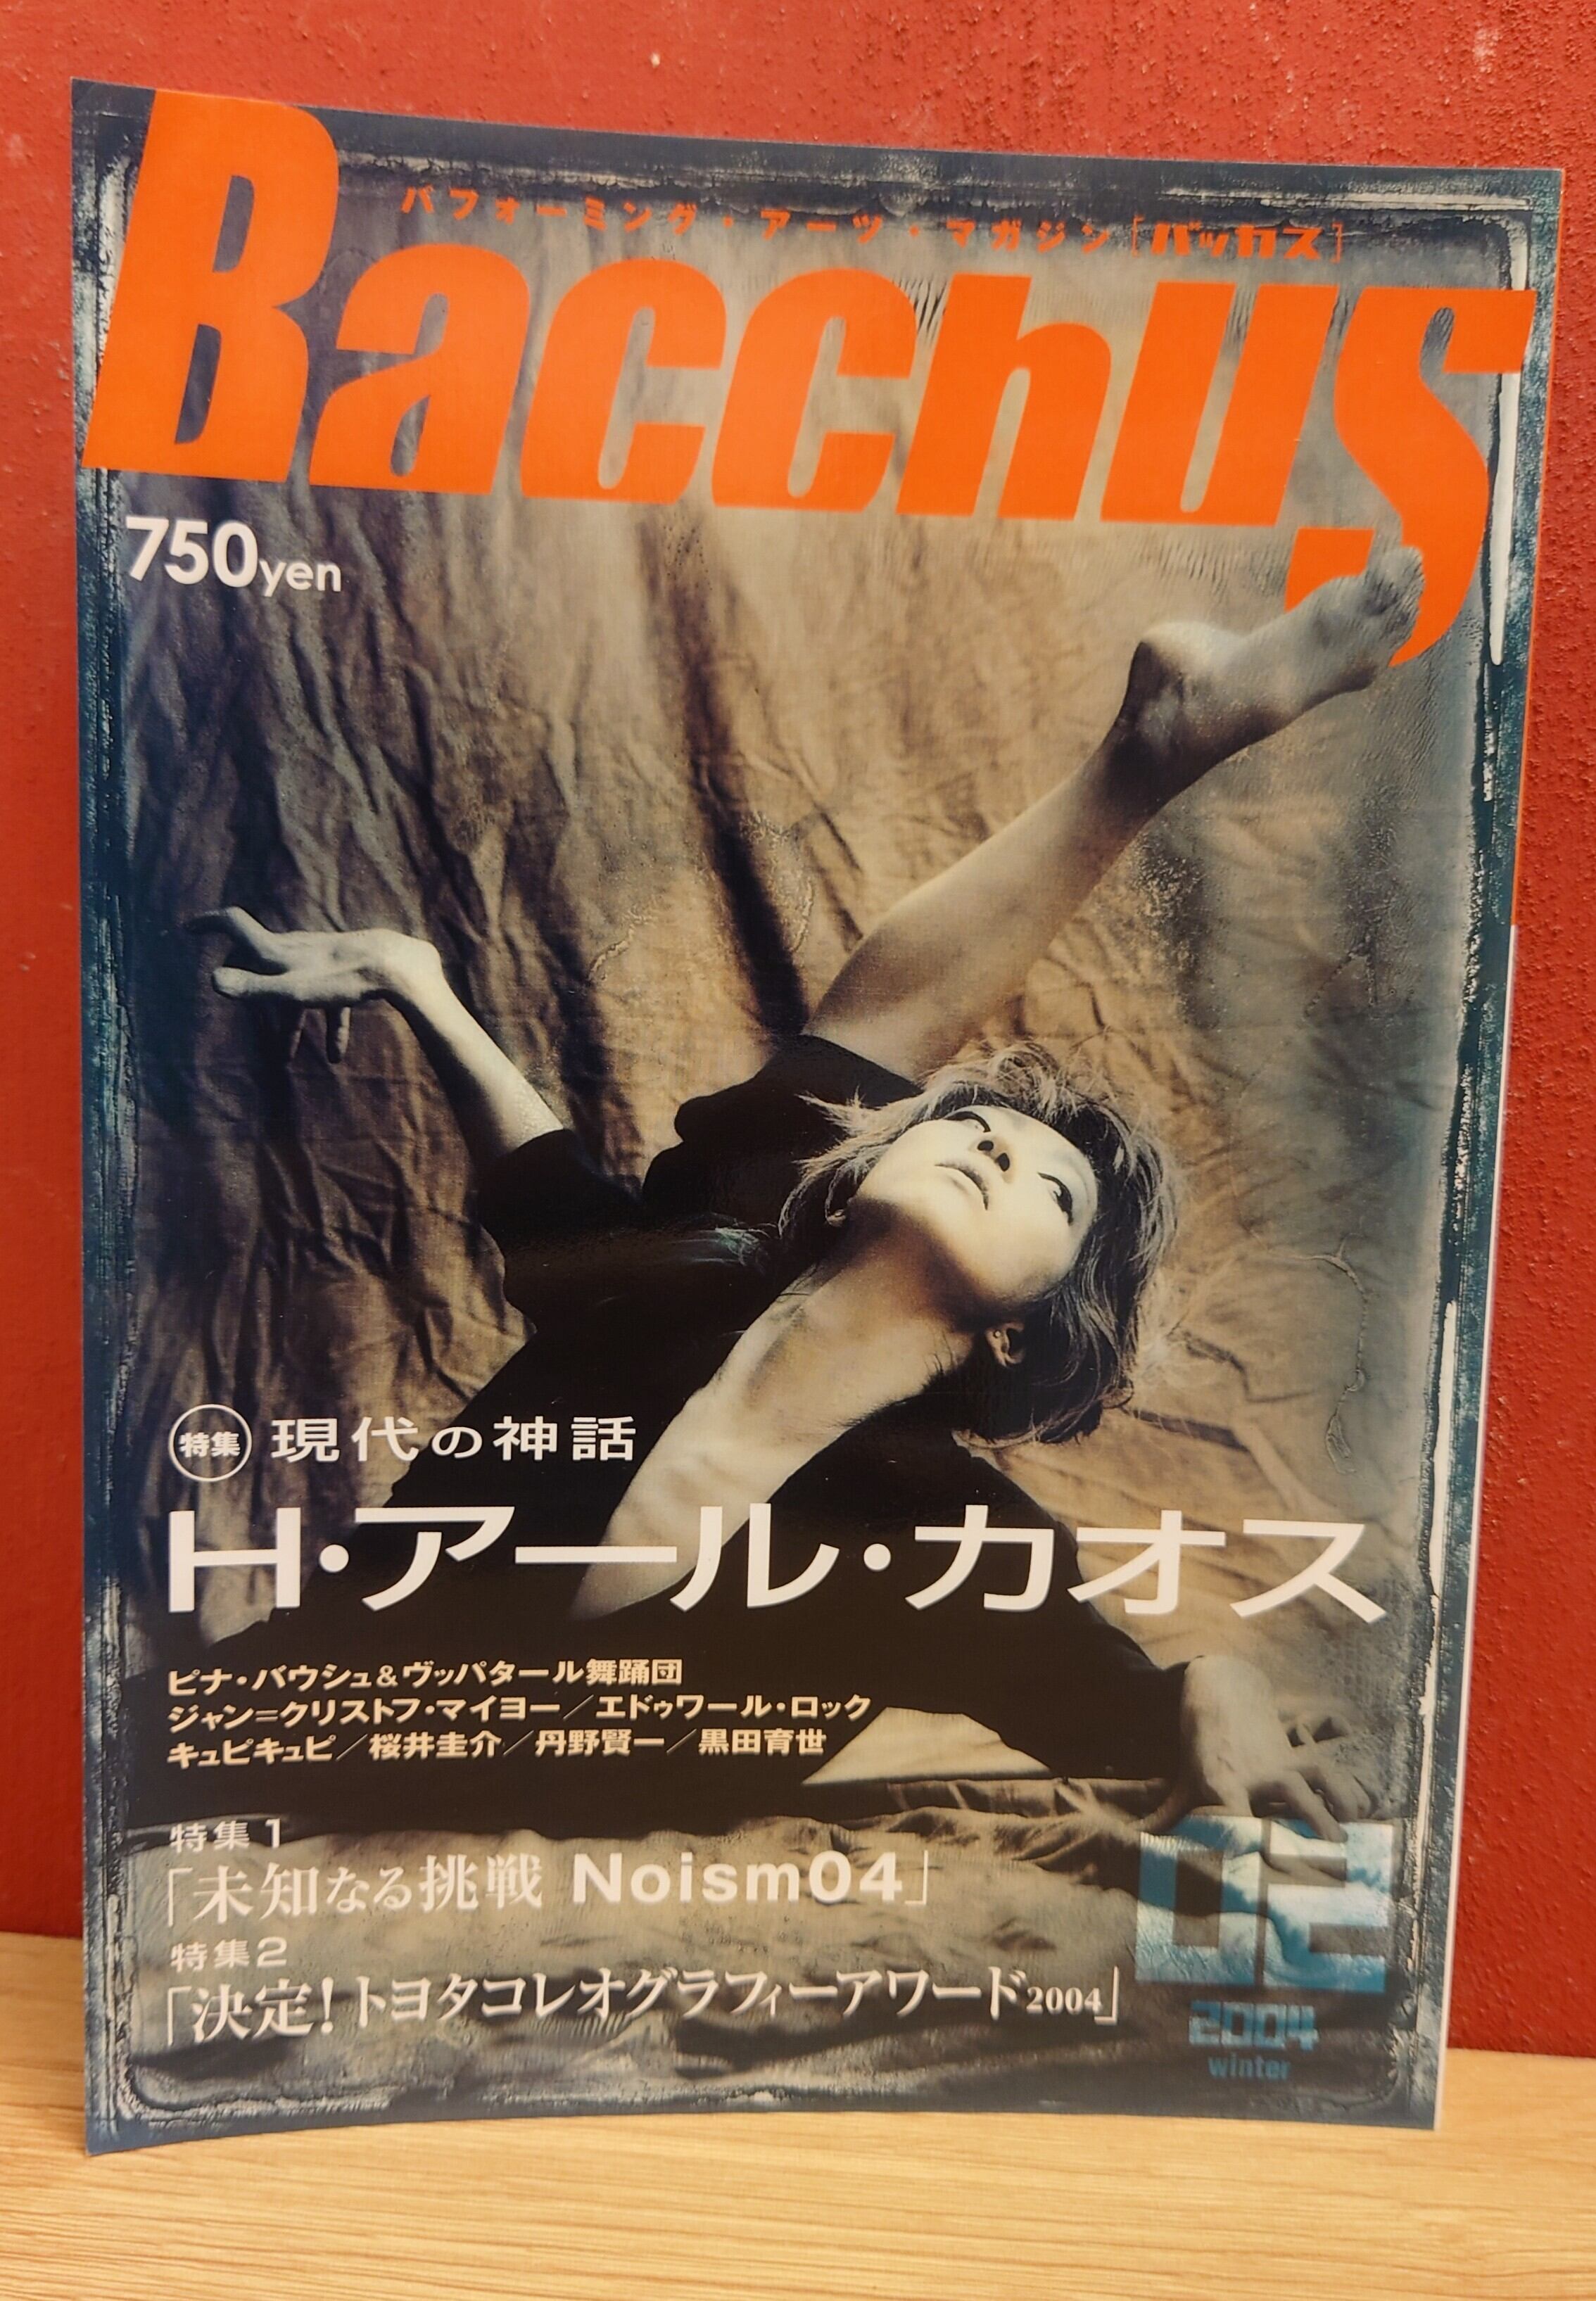 パフォーミング・アーツ・マガジン［バッカス］
Bacchus
750yen
特集 現代の神話
H・アール・カオス
ピナ・バウシュ&ヴッパタール舞踊団
ジャン=クリストフ・マイヨー／エドゥワール・ロック
キュピキュピ／桜井圭介／丹野賢一／黒田育世
特集1
「未知なる挑戦 Noism04」
特集2
「決定！トヨタコレオグラフィーアワード2004」
02
2004
winter